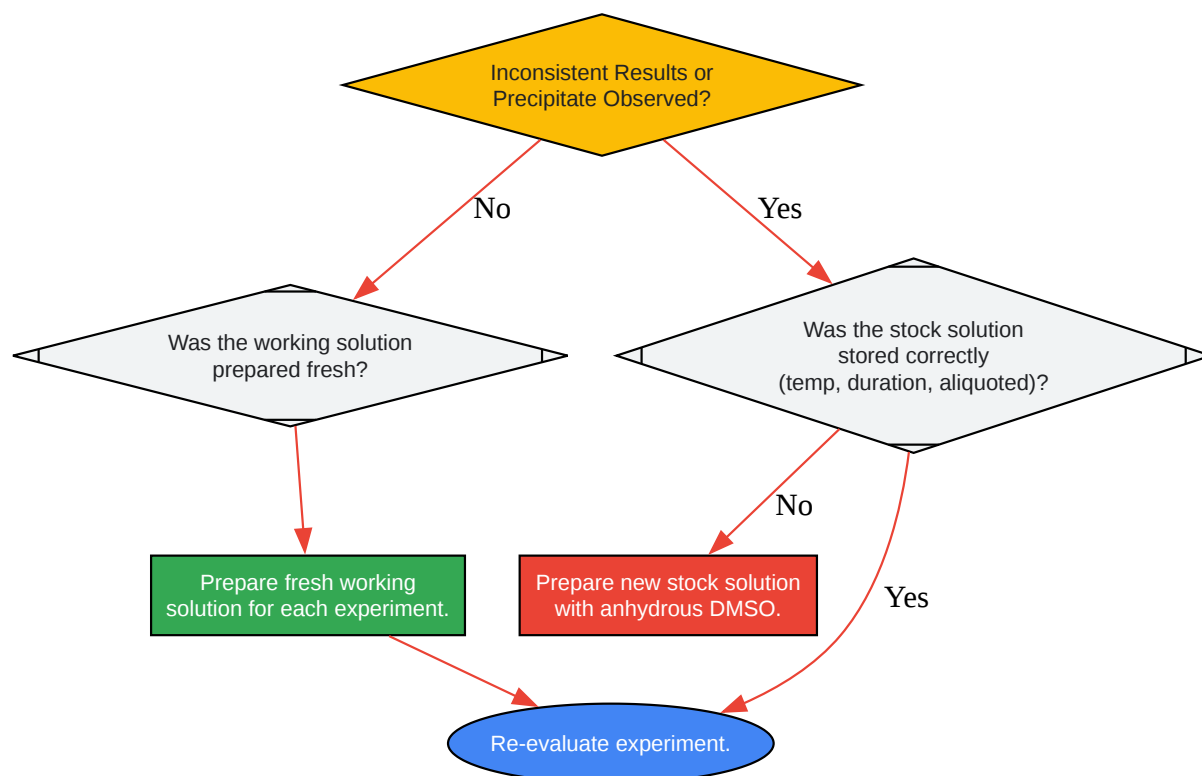 Inconsistent Results or
Precipitate Observed?
No
Yes
Was the working solution
prepared fresh?
Was the stock solution
stored correctly
(temp, duration, aliquoted)?
No
Prepare fresh working
solution for each experiment.
Prepare new stock solution
with anhydrous DMSO.
Yes
Re-evaluate experiment.